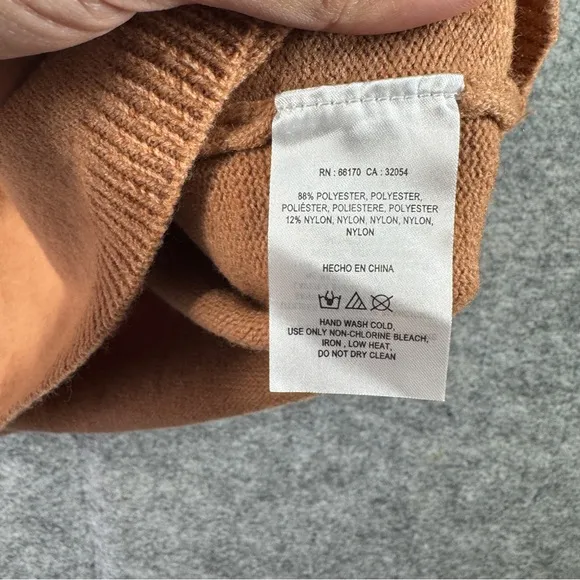 RN : 66170 CA : 32054
86% POLYESTER, POLYESTER,
POLIÉSTER, POLIESTERE, POLYESTER
12% NYLON, NYLON, NYLON, NYLON,
NYLON
HECHO EN CHINA
HAND WASH COLD,
USE ONLY NON-CHLORINE BLEACH,
IRON , LOW HEAT,
DO NOT DRY CLEAN